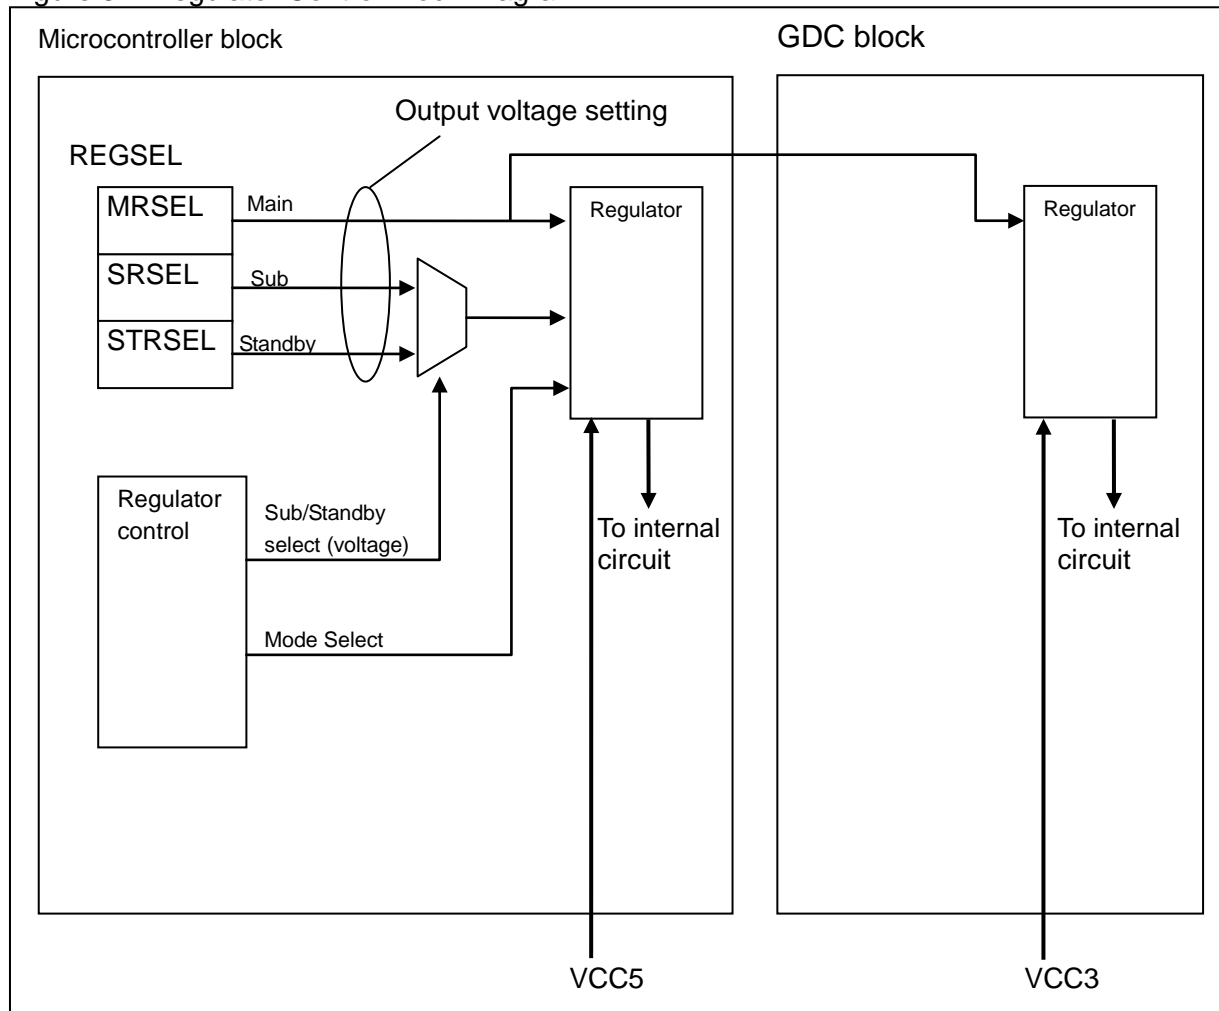 Microcontroller block
GDC block
Output voltage setting
REGSEL
MRSEL
Main
SRSEL
Sub
STRSEL
Standby
Regulator
Regulator
Regulator
control
Sub/Standby
select (voltage)
Mode Select
To internal
circuit
To internal
circuit
VCC5
VCC3